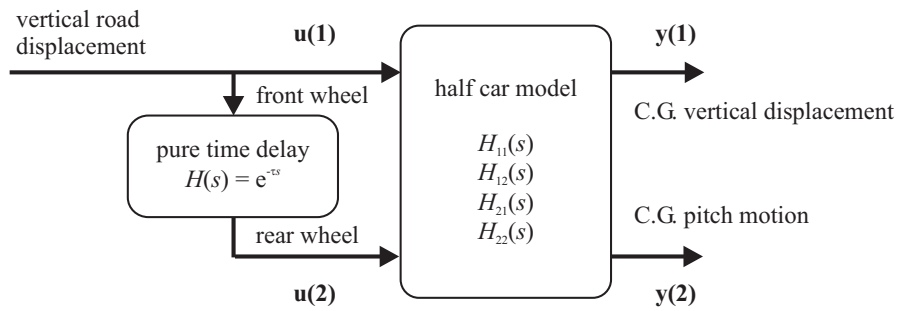 vertical road
displacement
u(1)
y(1)
front wheel
half car model
C.G. vertical displacement
pure time delay
H(s) = e^{-τs}
H₁₁(s)
H₁₂(s)
H₂₁(s)
H₂₂(s)
C.G. pitch motion
rear wheel
u(2)
y(2)